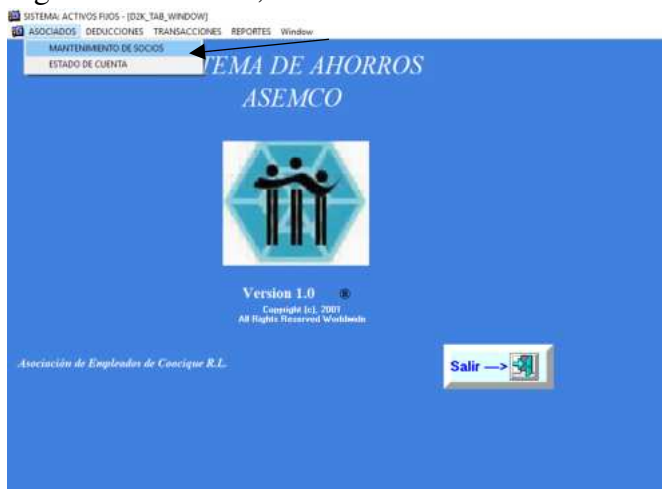 SISTEMA: ACTIVOS FIJOS - [D2K_TAB_WINDOW]
ASOCIADOS DEDUCCIONES TRANSACCIONES REPORTES Window
MANTENIMIENTO DE SOCIOS
ESTADO DE CUENTA
TEMA DE AHORROS
ASEMCO
Version 1.0 ®
Copyright (c), 2001
All Rights Reserved Worldwide
Asociación de Empleados de Coocique R.L.
Salir —>